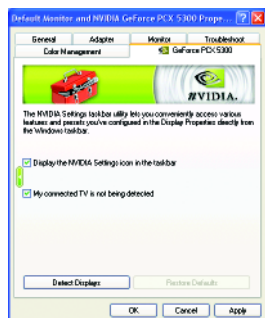 Default Monitor and NVIDIA GeForce PCX 5300 Prope...
General Adapter Monitor Troubleshoot
Color Management GeForce PCX 5300
NVIDIA.
The NVIDIA Settings taskbar utility lets you conveniently access various
features and presets you've configured in the Display Properties directly from
the Windows taskbar.
Display the NVIDIA Settings icon in the taskbar
My connected TV is not being detected
Detect Displays Restore Defaults
OK Cancel Apply